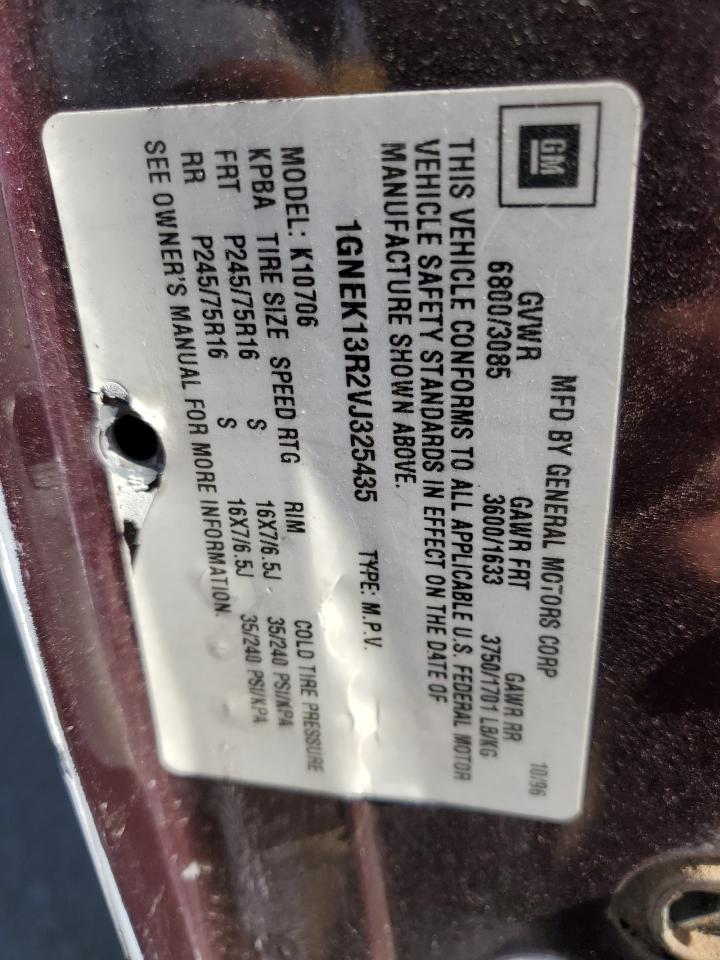 GM
MFD BY GENERAL MOTORS CORP 10/96
GVWR GAWR FRT GAWR RR
6800/3085 3600/1633 3750/1701 LB/KG
THIS VEHICLE CONFORMS TO ALL APPLICABLE U.S. FEDERAL MOTOR
VEHICLE SAFETY STANDARDS IN EFFECT ON THE DATE OF
MANUFACTURE SHOWN ABOVE.
1GNEK13R2VJ325435 TYPE: M.P.V.
MODEL: K10706
KPBA TIRE SIZE SPEED RTG RIM COLD TIRE PRESSURE
FRT P245/75R16 S 16X7/6.5J 35/240 PSI/KPA
RR P245/75R16 S 16X7/6.5J 35/240 PSI/KPA
SEE OWNER'S MANUAL FOR MORE INFORMATION.